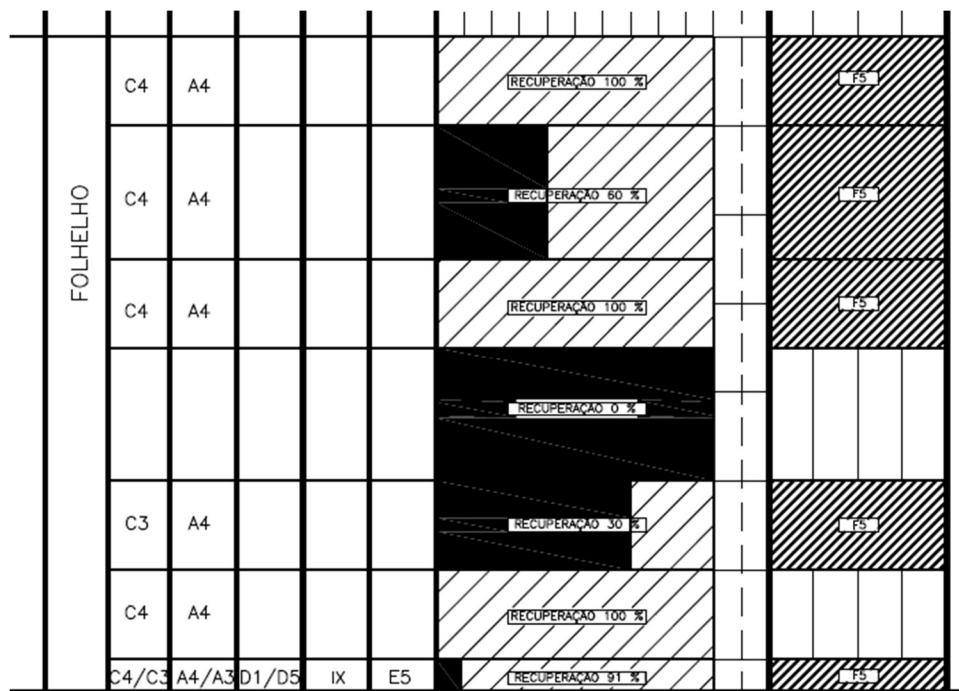 FOLHELHO
C4 A4 RECUPERAÇÃO 100 % F5
C4 A4 RECUPERAÇÃO 60 % F5
C4 A4 RECUPERAÇÃO 100 % F5
RECUPERAÇÃO 0 %
C3 A4 RECUPERAÇÃO 30 % F5
C4 A4 RECUPERAÇÃO 100 %
C4/C3 A4/A3 D1/D5 IX E5 RECUPERAÇÃO 91 % F5